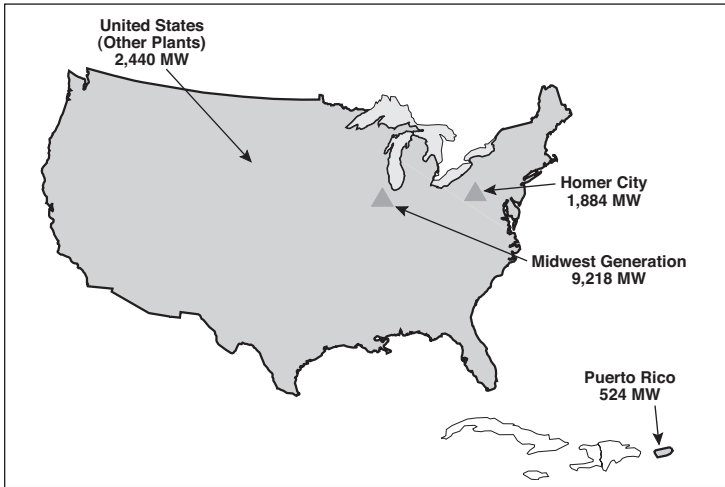 United States
(Other Plants)
2,440 MW
Homer City
1,884 MW
Midwest Generation
9,218 MW
Puerto Rico
524 MW